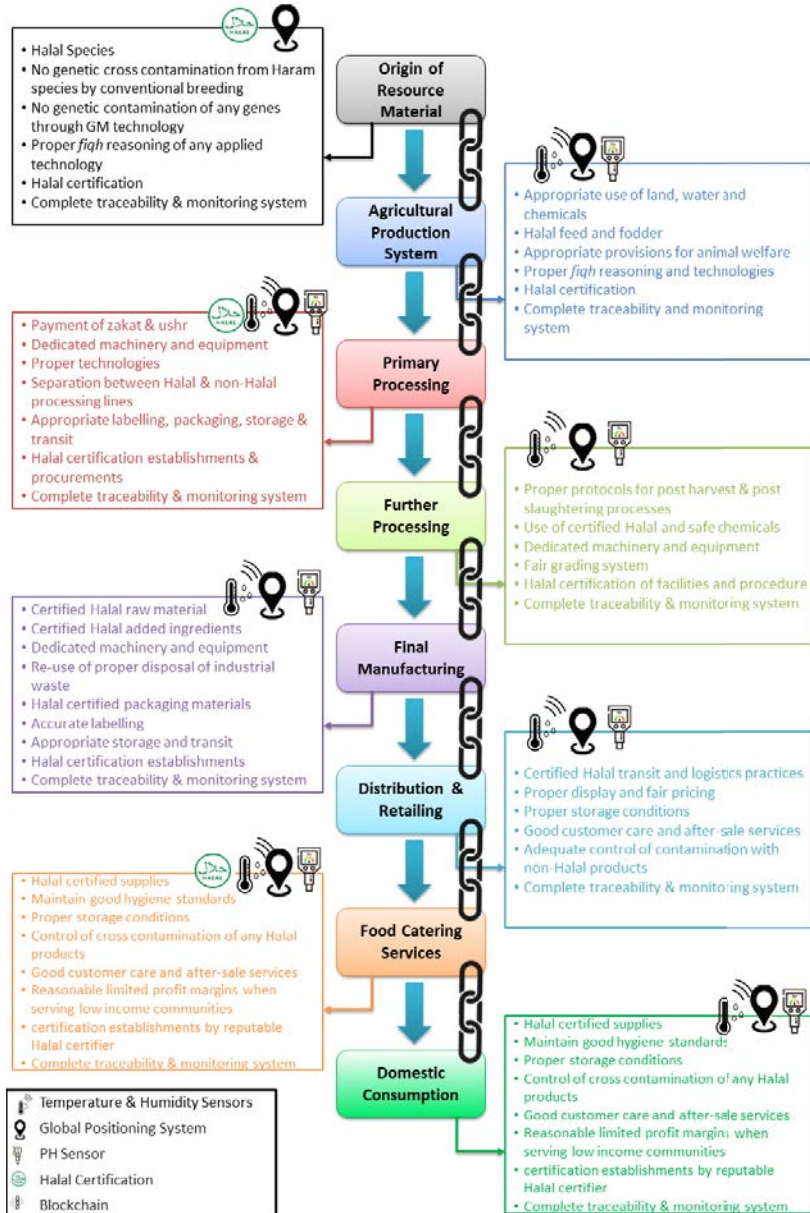 حلال
HALAL
Halal Species
No genetic cross contamination from Haram
species by conventional breeding
No genetic contamination of any genes
through GM technology
Proper fiqh reasoning of any applied
technology
Halal certification
Complete traceability & monitoring system
Origin of
Resource
Material
Appropriate use of land, water and
chemicals
Halal feed and fodder
Appropriate provisions for animal welfare
Proper fiqh reasoning and technologies
Halal certification
Complete traceability and monitoring
system
Agricultural
Production
System
حلال
HALAL
Payment of zakat & ushr
Dedicated machinery and equipment
Proper technologies
Separation between Halal & non-Halal
processing lines
Appropriate labelling, packaging, storage &
transit
Halal certification establishments &
procurements
Complete traceability & monitoring system
Primary
Processing
Proper protocols for post harvest & post
slaughtering processes
Use of certified Halal and safe chemicals
Dedicated machinery and equipment
Fair grading system
Halal certification of facilities and procedure
Complete traceability & monitoring system
Further
Processing
Certified Halal raw material
Certified Halal added ingredients
Dedicated machinery and equipment
Re-use of proper disposal of industrial
waste
Halal certified packaging materials
Accurate labelling
Appropriate storage and transit
Halal certification establishments
Complete traceability & monitoring system
Final
Manufacturing
Certified Halal transit and logistics practices
Proper display and fair pricing
Proper storage conditions
Good customer care and after-sale services
Adequate control of contamination with
non-Halal products
Complete traceability & monitoring system
Distribution &
Retailing
حلال
HALAL
Halal certified supplies
Maintain good hygiene standards
Proper storage conditions
Control of cross contamination of any Halal
products
Good customer care and after-sale services
Reasonable limited profit margins when
serving low income communities
certification establishments by reputable
Halal certifier
Complete traceability & monitoring system
Food Catering
Services
Halal certified supplies
Maintain good hygiene standards
Proper storage conditions
Control of cross contamination of any Halal
products
Good customer care and after-sale services
Reasonable limited profit margins when
serving low income communities
certification establishments by reputable
Halal certifier
Complete traceability & monitoring system
Domestic
Consumption
Temperature & Humidity Sensors
Global Positioning System
PH Sensor
Halal Certification
Blockchain